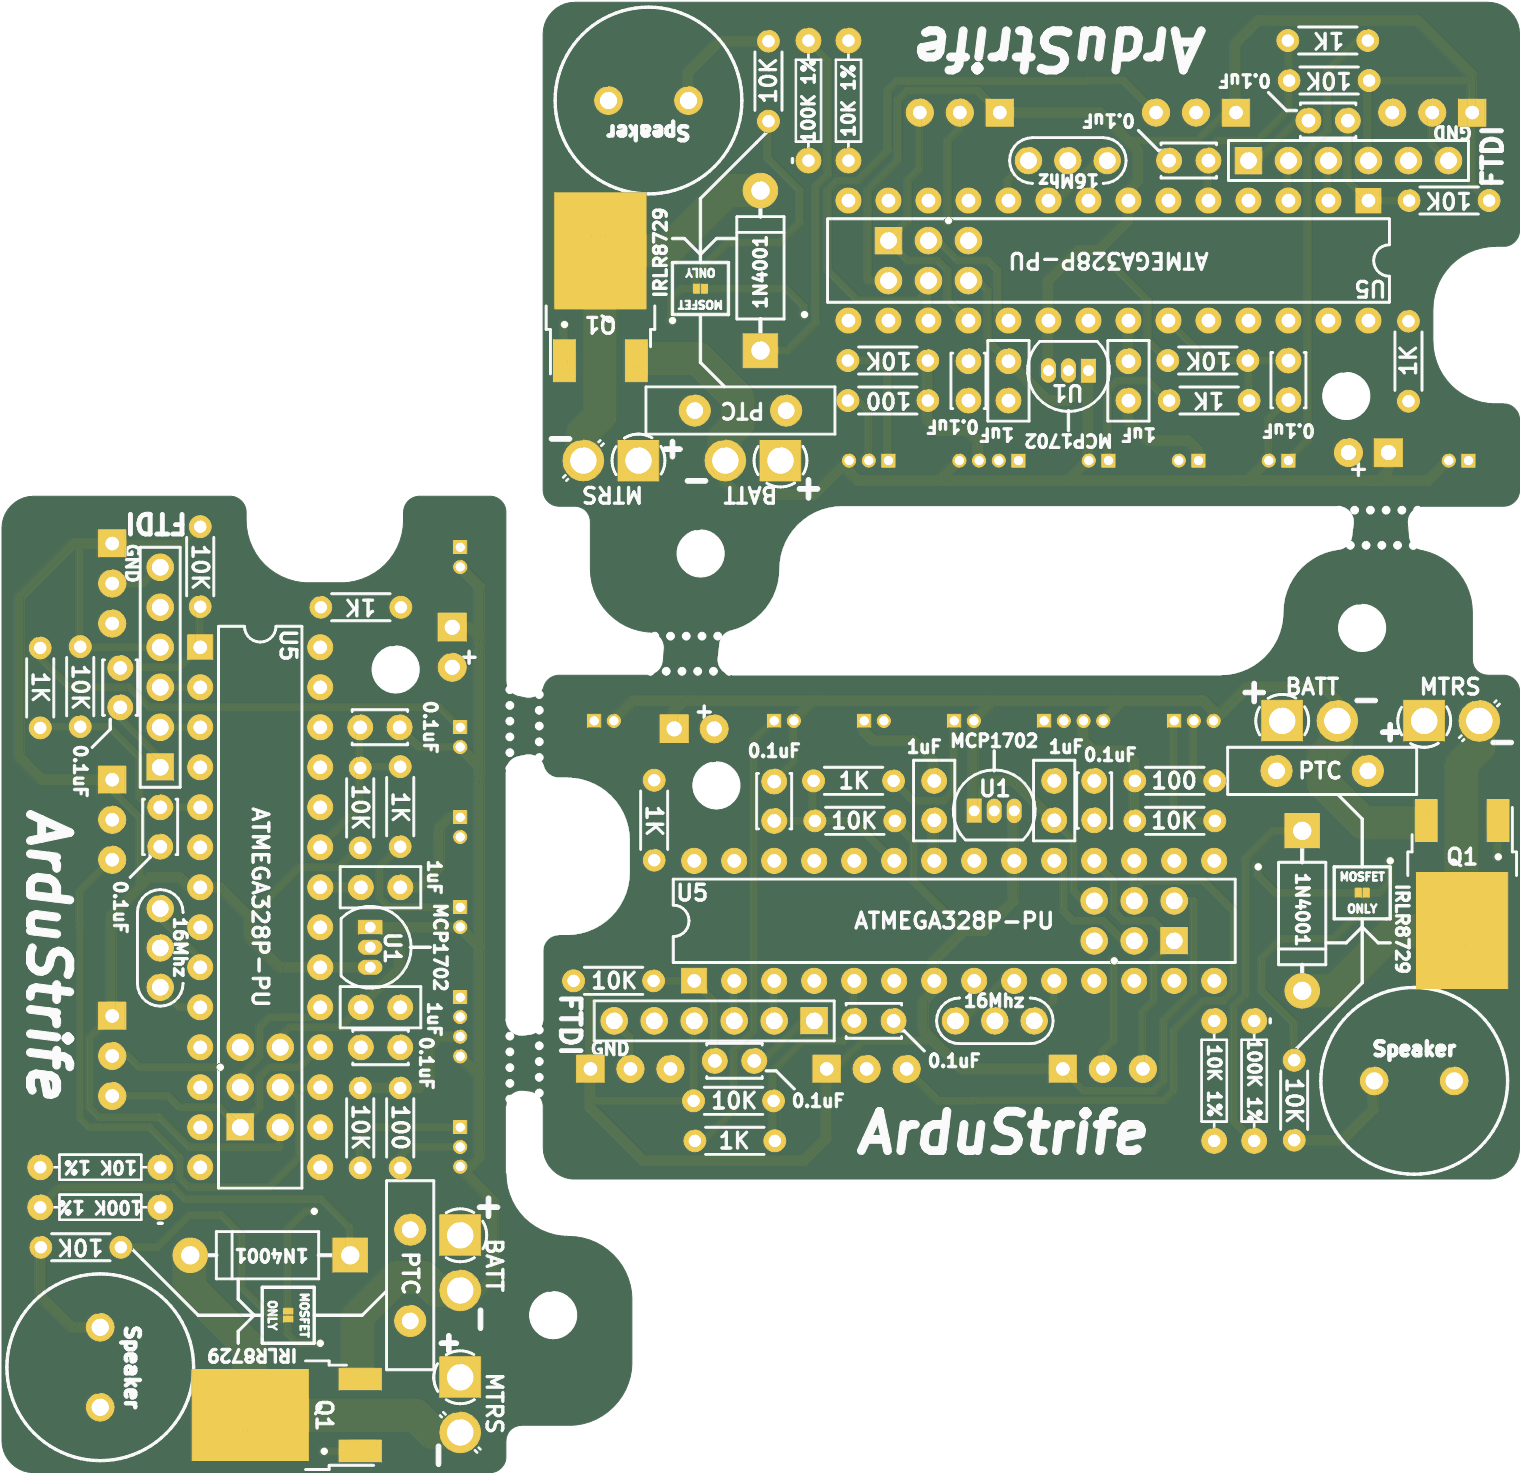 ArduStrife
1K
10K
0.1uF
GND
FTDI
10K
100K 1%
10K 1%
Speaker
0.1uF
16Mhz
10K
IRLR8729
ONLY
MOSFET
1N4001
ATMEGA328P-PU
U5
Q1
10K
10K
1K
100
1K
U1
PTC
0.1uF
1uF
MCP1702
1uF
0.1uF
-
+
-
+
+
MTRS
BATT
FTDI
GND
10K
1K
U5
1K
10K
0.1uF
0.1uF
+
10K
1K
ATMEGA328P-PU
ArduStrife
0.1uF
16Mhz
1uF
MCP1702
U1
1uF
0.1uF
10K
100
10K 1%
100K 1%
10K
1N4001
MOSFET
ONLY
IRLR8729
PTC
+
BATT
-
+
MTRS
-
Speaker
Q1
+
BATT
-
MTRS
+
-
+
0.1uF
1uF
MCP1702
1uF
0.1uF
PTC
1K
1K
10K
U1
100
10K
Q1
U5
ATMEGA328P-PU
1N4001
MOSFET
ONLY
IRLR8729
10K
16Mhz
FTDI
GND
0.1uF
10K
0.1uF
1K
10K 1%
100K 1%
10K
Speaker
ArduStrife